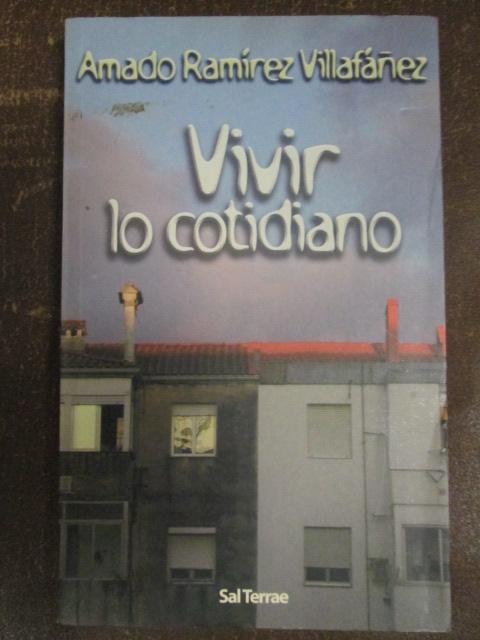 Amado Ramírez Villafáñez
Vivir
lo cotidiano
Sal Terrae